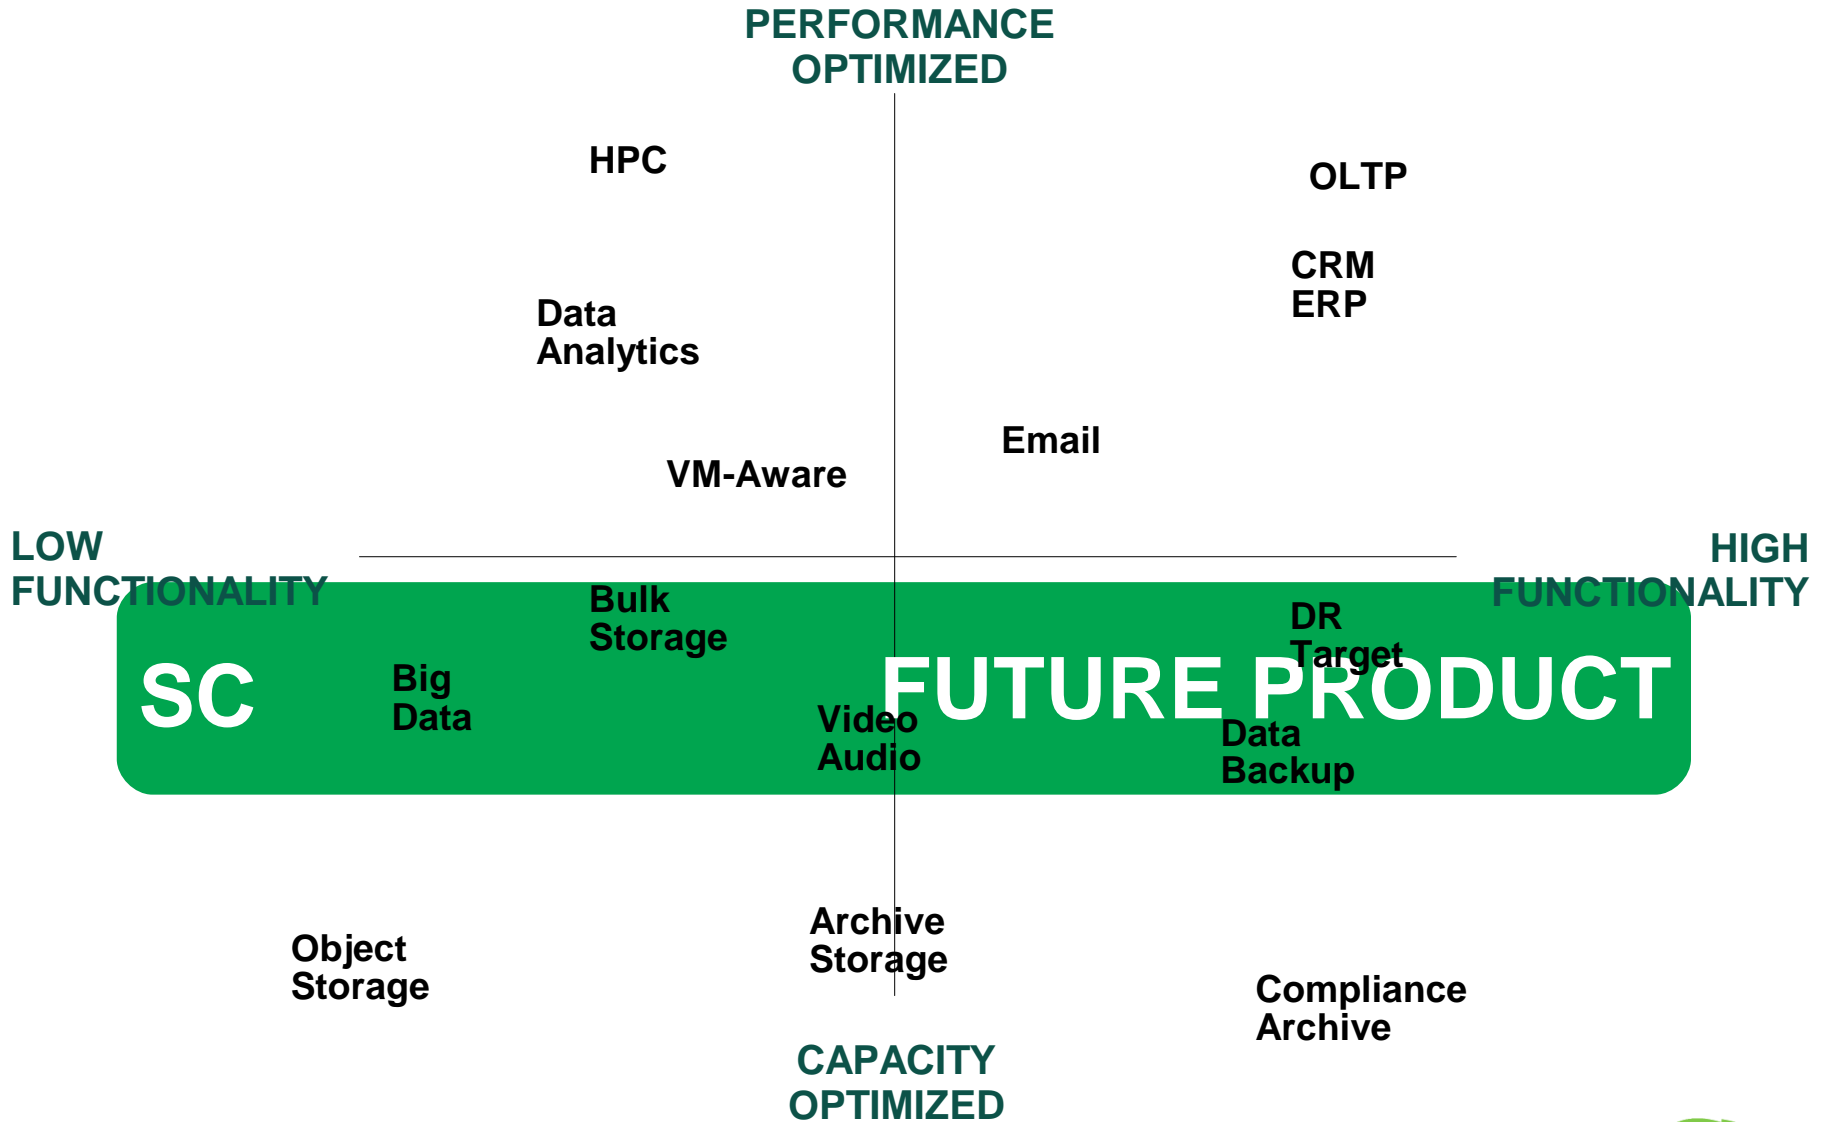 PERFORMANCE
OPTIMIZED
HPC
OLTP
CRM
ERP
Data
Analytics
Email
VM-Aware
LOW
FUNCTIONALITY
HIGH
FUNCTIONALITY
Bulk
Storage
DR
Target
SC
Big
Data
FUTURE PRODUCT
Video
Audio
Data
Backup
Archive
Storage
Object
Storage
Compliance
Archive
CAPACITY
OPTIMIZED